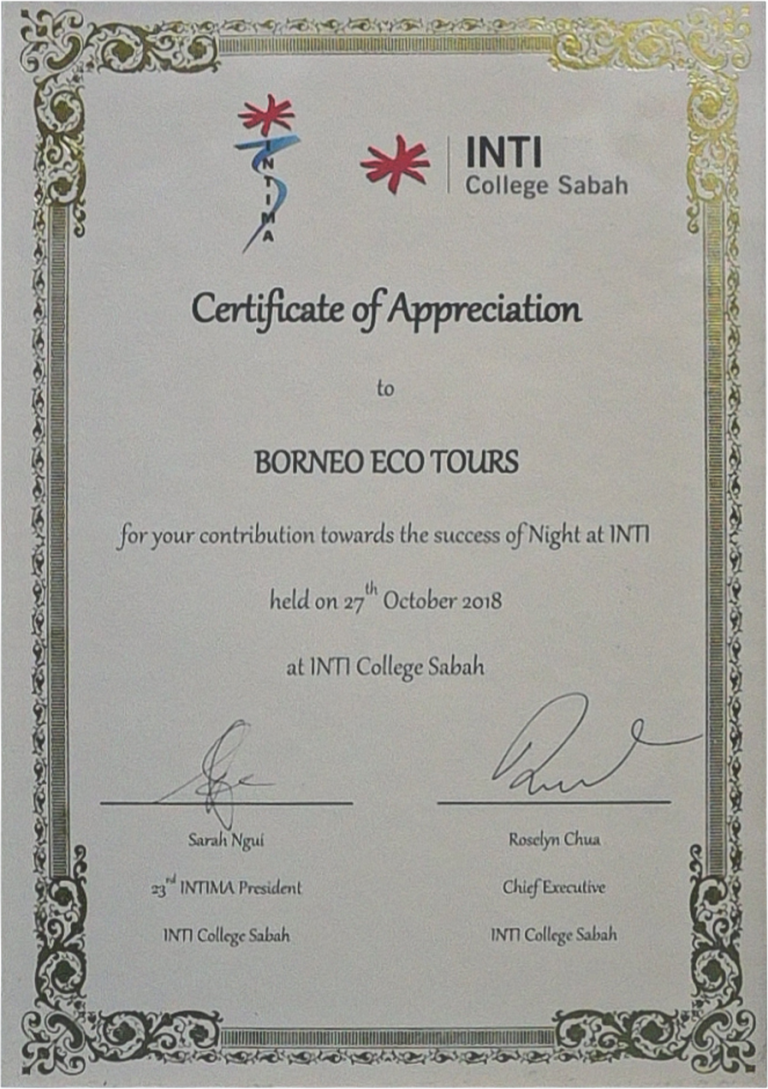 INTIMA
INTI
College Sabah
Certificate of Appreciation
to
BORNEO ECO TOURS
for your contribution towards the success of Night at INTI
held on 27th October 2018
at INTI College Sabah
Sarah Ngui
Roselyn Chua
23rd INTIMA President
Chief Executive
INTI College Sabah
INTI College Sabah